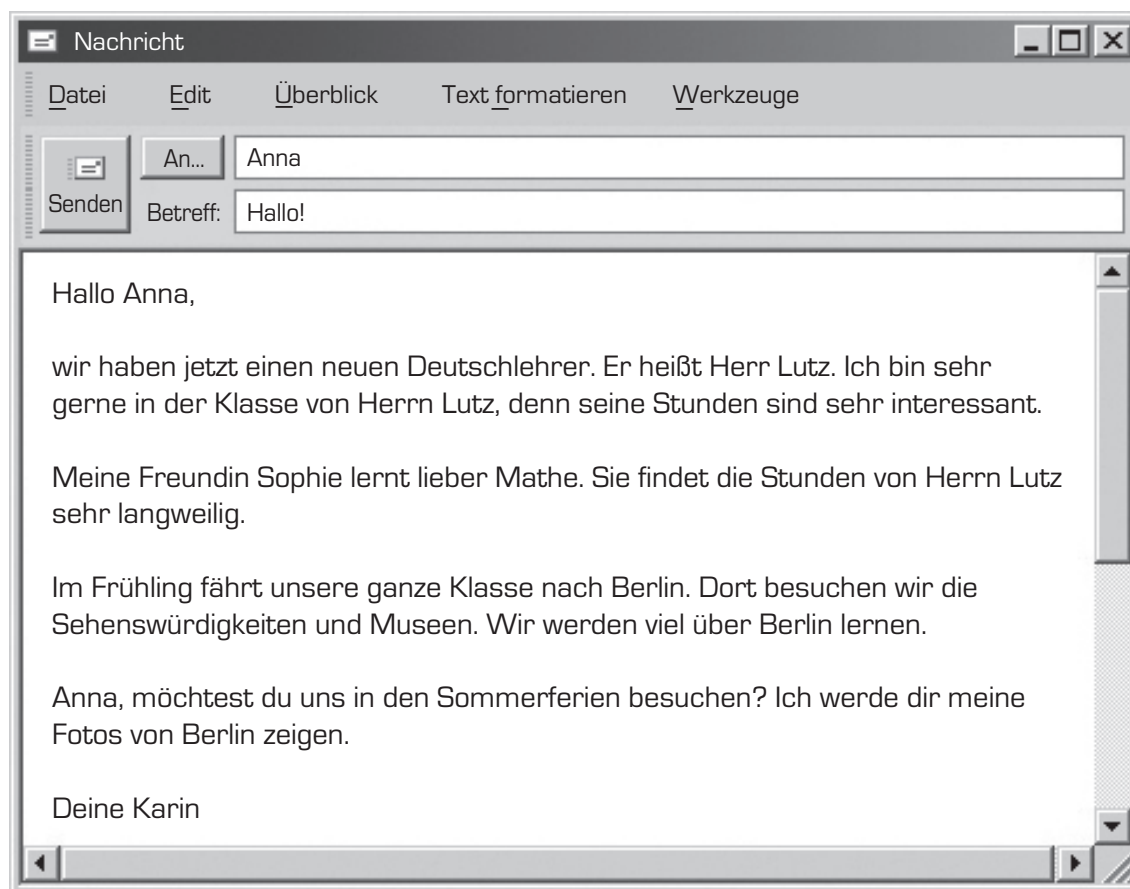 Nachricht
Datei Edit Überblick Text formatieren Werkzeuge
An... Anna
Senden
Betreff: Hallo!
Hallo Anna,
wir haben jetzt einen neuen Deutschlehrer. Er heißt Herr Lutz. Ich bin sehr
gerne in der Klasse von Herrn Lutz, denn seine Stunden sind sehr interessant.
Meine Freundin Sophie lernt lieber Mathe. Sie findet die Stunden von Herrn Lutz
sehr langweilig.
Im Frühling fährt unsere ganze Klasse nach Berlin. Dort besuchen wir die
Sehenswürdigkeiten und Museen. Wir werden viel über Berlin lernen.
Anna, möchtest du uns in den Sommerferien besuchen? Ich werde dir meine
Fotos von Berlin zeigen.
Deine Karin